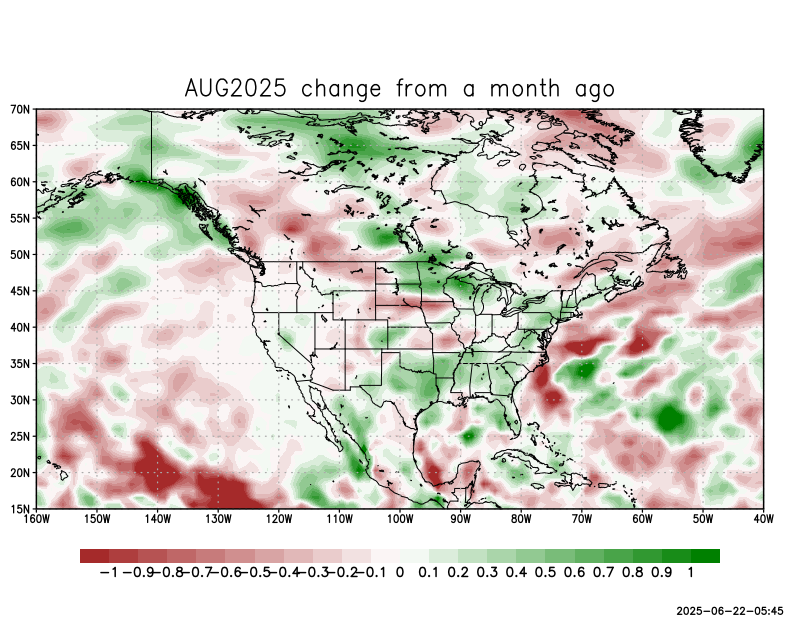 AUG2025 change from a month ago
70N
65N
60N
55N
50N
45N
40N
35N
30N
25N
20N
15N
160W 150W 140W 130W 120W 110W 100W 90W 80W 70W 60W 50W 40W
-1 -0.9 -0.8 -0.7 -0.6 -0.5 -0.4 -0.3 -0.2 -0.1 0 0.1 0.2 0.3 0.4 0.5 0.6 0.7 0.8 0.9 1
2025-06-22-05:45